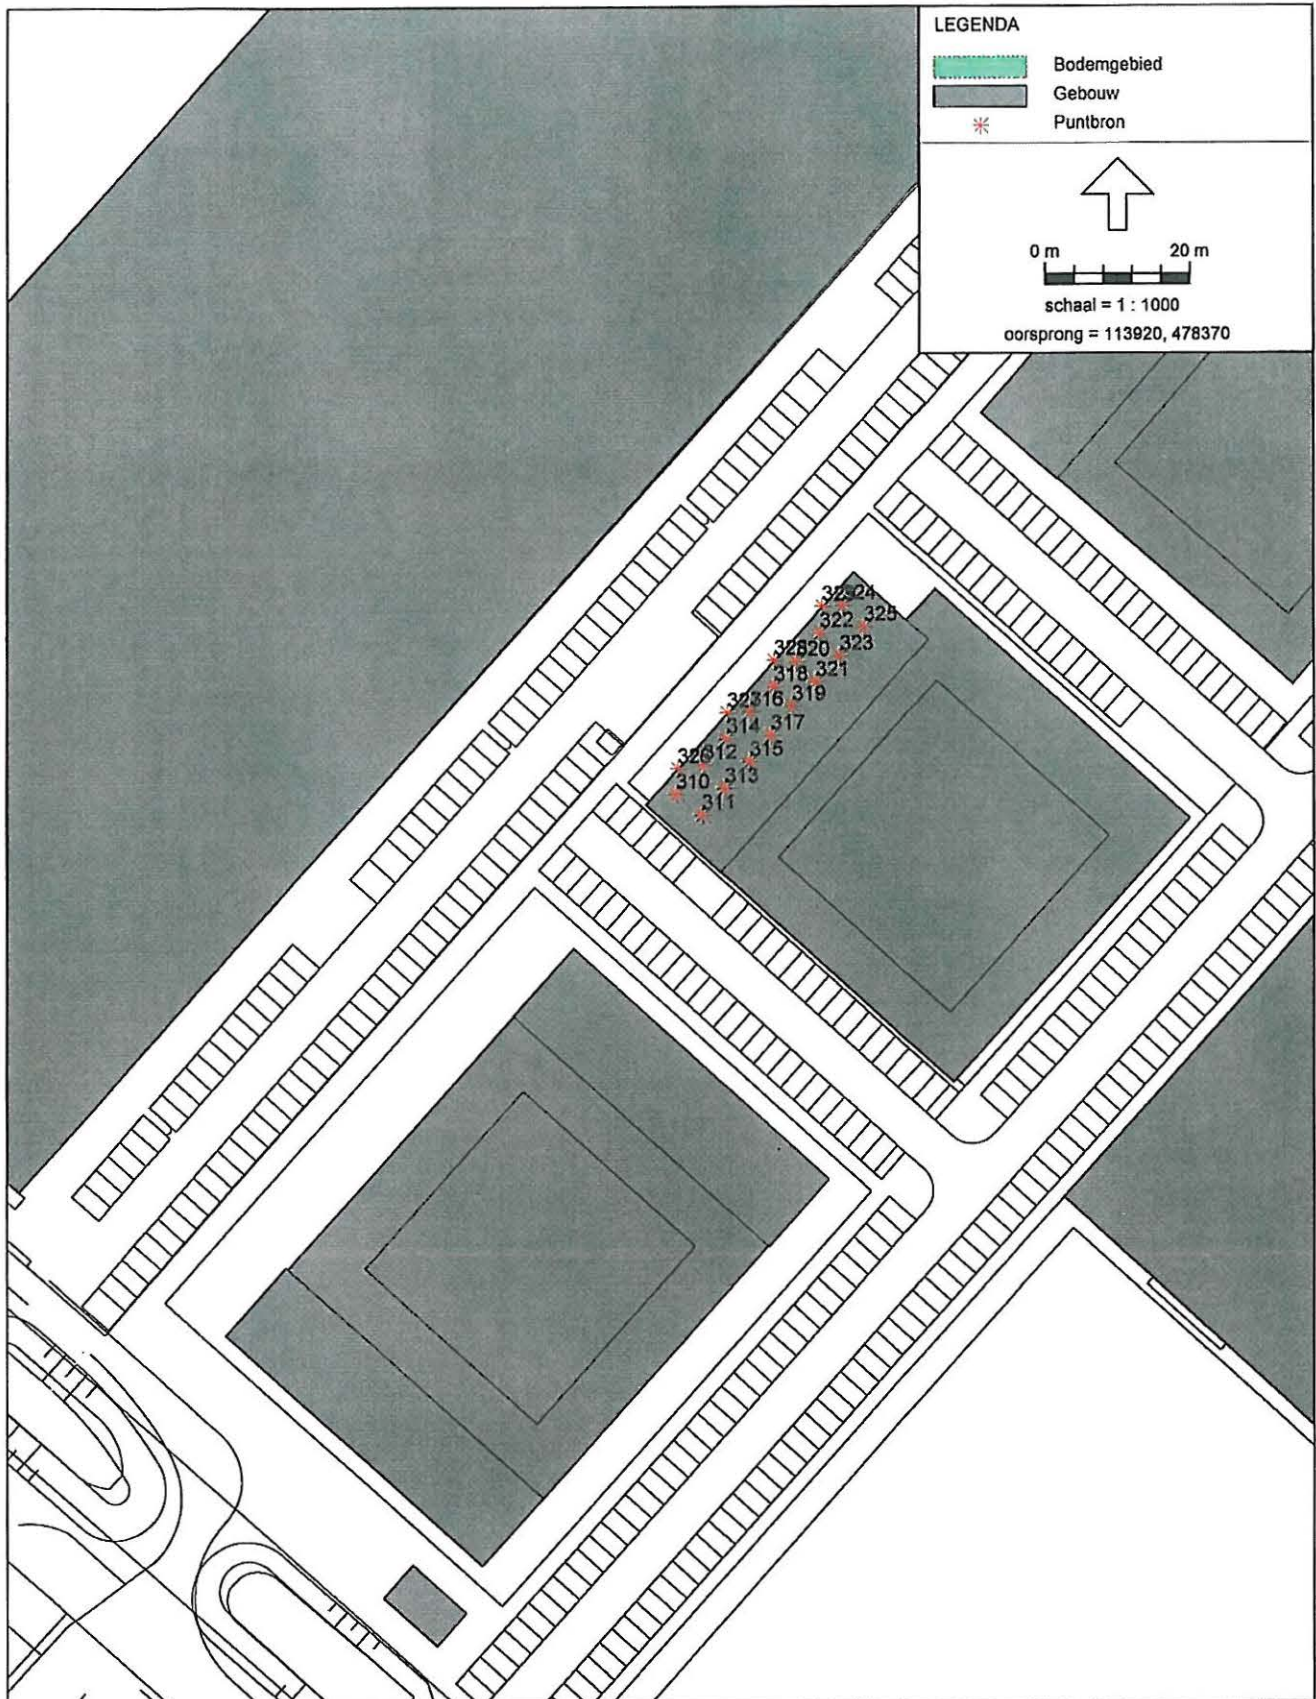 LEGENDA
Bodemgebied
Gebouw
Puntbron
0 m 20 m
schaal = 1 : 1000
oorsprong = 113920, 478370
324
322 325
320 323
318 321
316 319
314 317
312 315
310 313
311